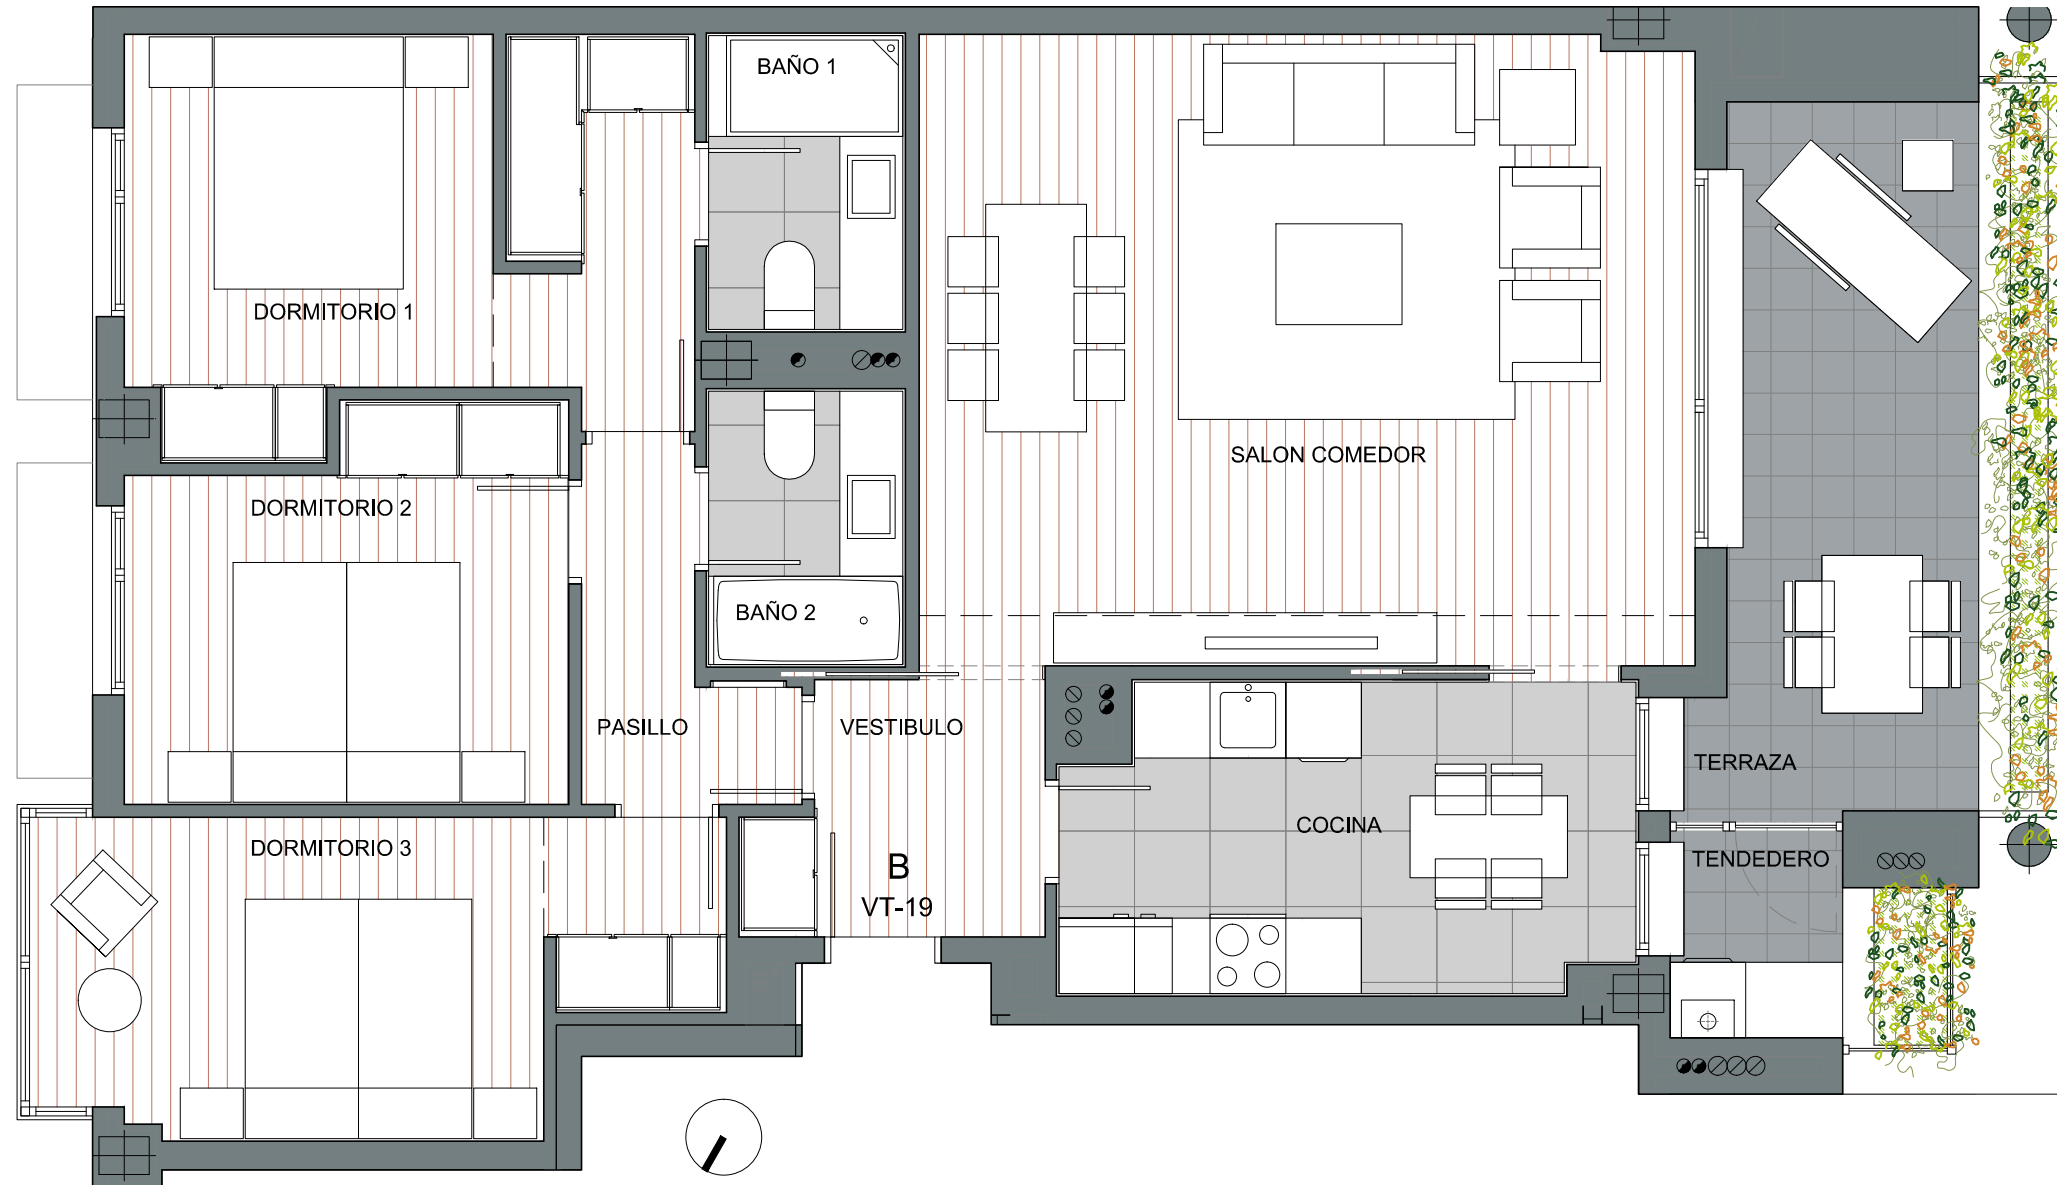 BAÑO 1
DORMITORIO 1
SALON COMEDOR
DORMITORIO 2
BAÑO 2
PASILLO
VESTIBULO
TERRAZA
COCINA
DORMITORIO 3
TENDEDERO
B
VT-19